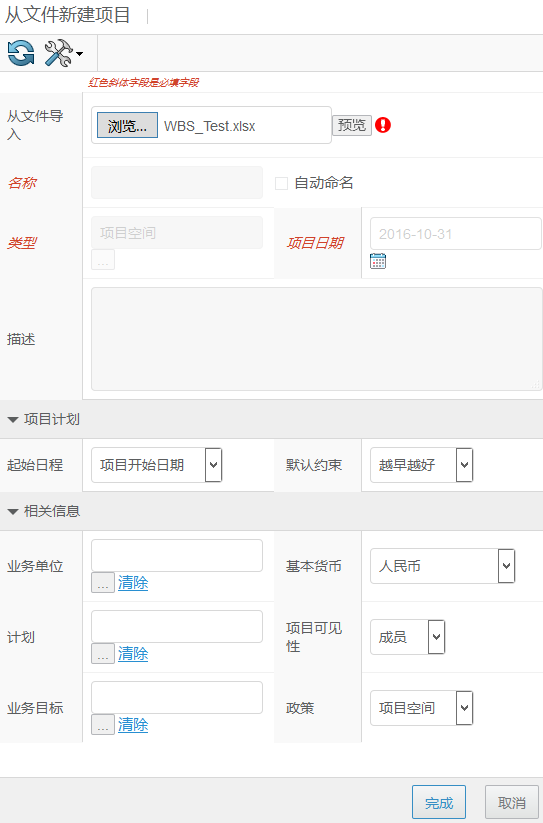 从文件新建项目
红色斜体字段是必填字段
从文件导入
浏览... WBS_Test.xlsx 预览
名称 自动命名
类型 项目空间 ... 项目日期 2016-10-31
描述
项目计划
起始日程 项目开始日期 默认约束 越早越好
相关信息
业务单位 ... 清除 基本货币 人民币
计划 ... 清除 项目可见性 成员
业务目标 ... 清除 政策 项目空间
完成 取消